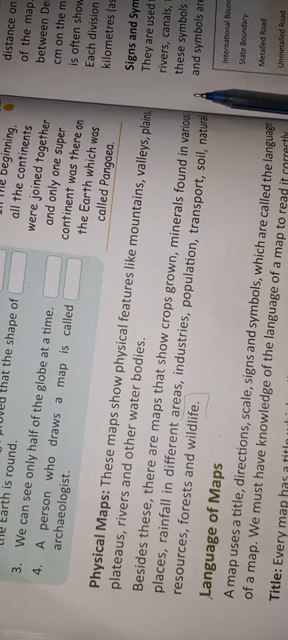 distance on
of the map.
between De
cm on the m
is often show
Each division
kilometres (as
Signs and Sym
They are used
rivers, canals,
these symbols
and symbols are
International Boun
State Boundary
Metalled Road
Unmetalled Road
the beginning,
all the continents
were joined together
and only one super
continent was there on
the Earth which was
called Pangaea.
that the shape of
the Earth is round.
3. We can see only half of the globe at a time.
4. A person who draws a map is called
archaeologist.
Physical Maps: These maps show physical features like mountains, valleys, plains,
plateaus, rivers and other water bodies.
Besides these, there are maps that show crops grown, minerals found in various
places, rainfall in different areas, industries, population, transport, soil, natural
resources, forests and wildlife.
Language of Maps
A map uses a title, directions, scale, signs and symbols, which are called the language
of a map. We must have knowledge of the language of a map to read it correctly.
Title: Every map has a title